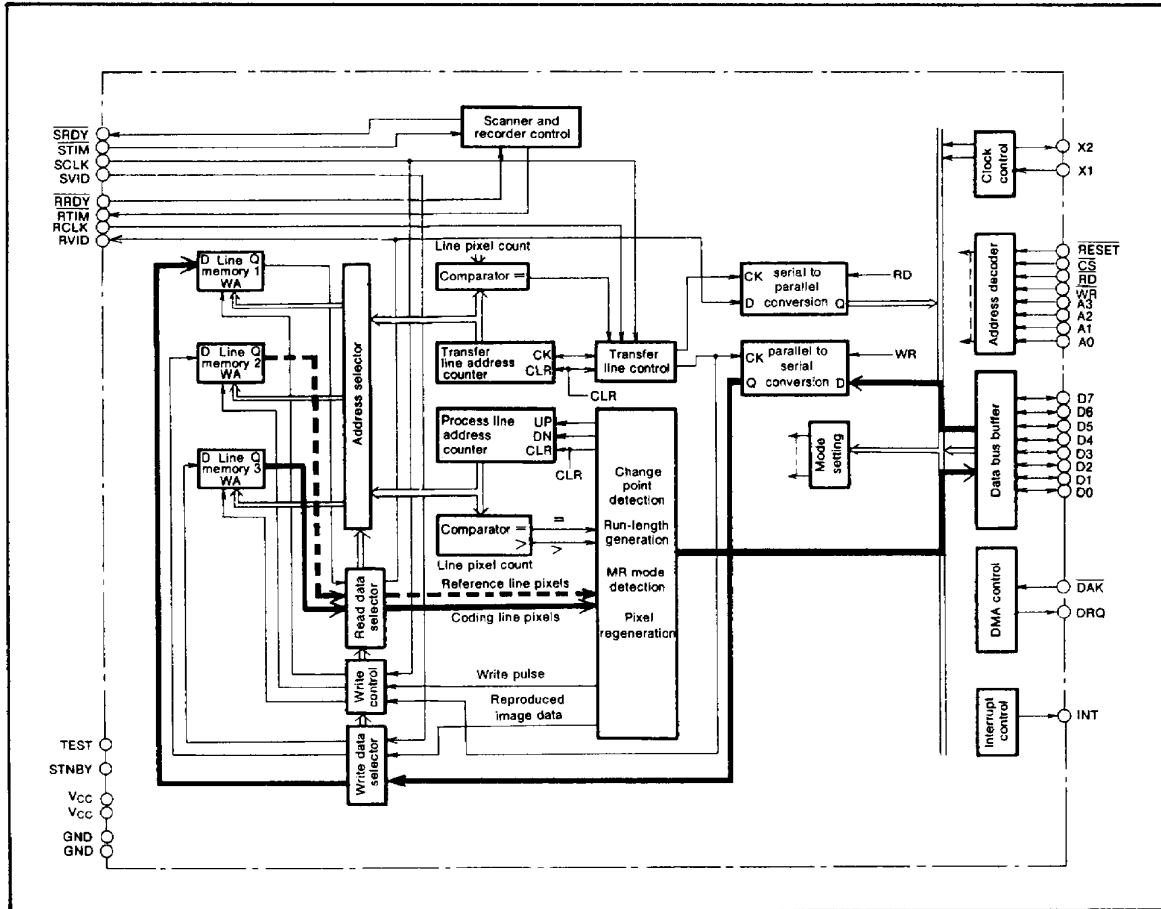 SRDY
STIM
SCLK
SVID
RRDY
RTIM
RCLK
RVID
TEST
STNBY
VCC
VCC
GND
GND
Scanner and
recorder control
D Line Q
memory 1
WA
D Line Q
memory 2
WA
D Line Q
memory 3
WA
Address selector
Line pixel count
Comparator =
Transfer
line address
counter
CK
CLR
Transfer
line control
CLR
Process line
address
counter
UP
DN
CLR
CLR
Comparator =
>
=
>
Line pixel count
Read data
selector
Reference line pixels
Coding line pixels
Write
control
Write pulse
Reproduced
image data
Write data
selector
Change
point detection
Run-length
generation
MR mode
detection
Pixel
regeneration
CK serial to
parallel
D conversion Q
RD
CK parallel to
serial
Q conversion D
WR
Mode
setting
Clock
control
Address decoder
Data bus buffer
DMA control
Interrupt
control
X2
X1
RESET
CS
RD
WR
A3
A2
A1
A0
D7
D6
D5
D4
D3
D2
D1
D0
DAK
DRQ
INT